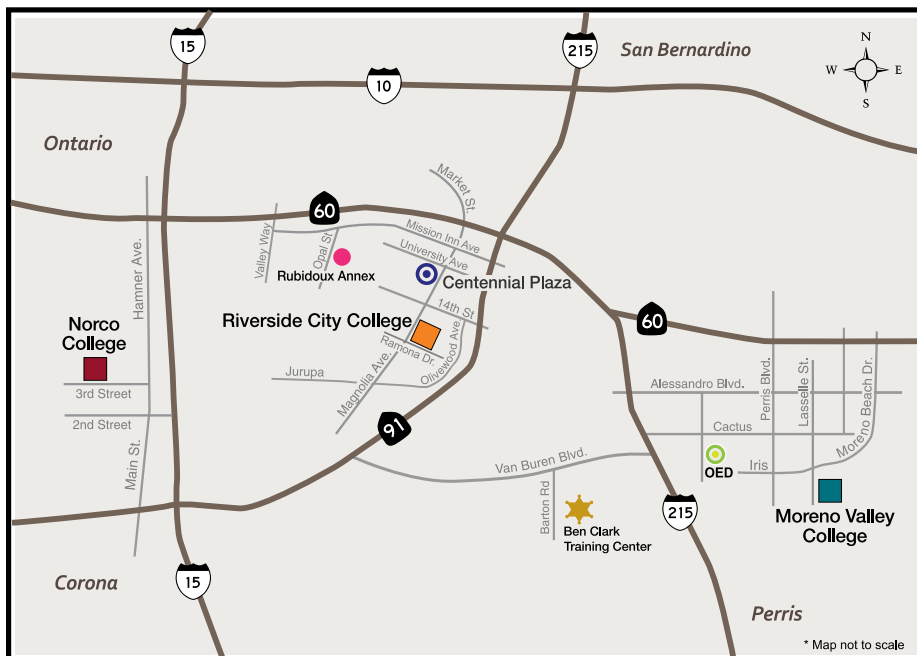 15
215
San Bernardino
N
W E
S
10
Ontario
Market St.
60
Mission Inn Ave
University Ave
Valley Way
Opal St
Rubidoux Annex
Centennial Plaza
Hamner Ave.
14th St
Riverside City College
60
Norco
College
Ramona Dr.
Olivewood Ave.
Jurupa
Magnolia Ave.
3rd Street
2nd Street
Main St.
91
Alessandro Blvd.
Perris Blvd.
Lasselle St.
Moreno Beach Dr.
Cactus
Van Buren Blvd.
OED
Iris
Barton Rd
215
Ben Clark
Training Center
Moreno Valley
College
Corona
15
Perris
* Map not to scale